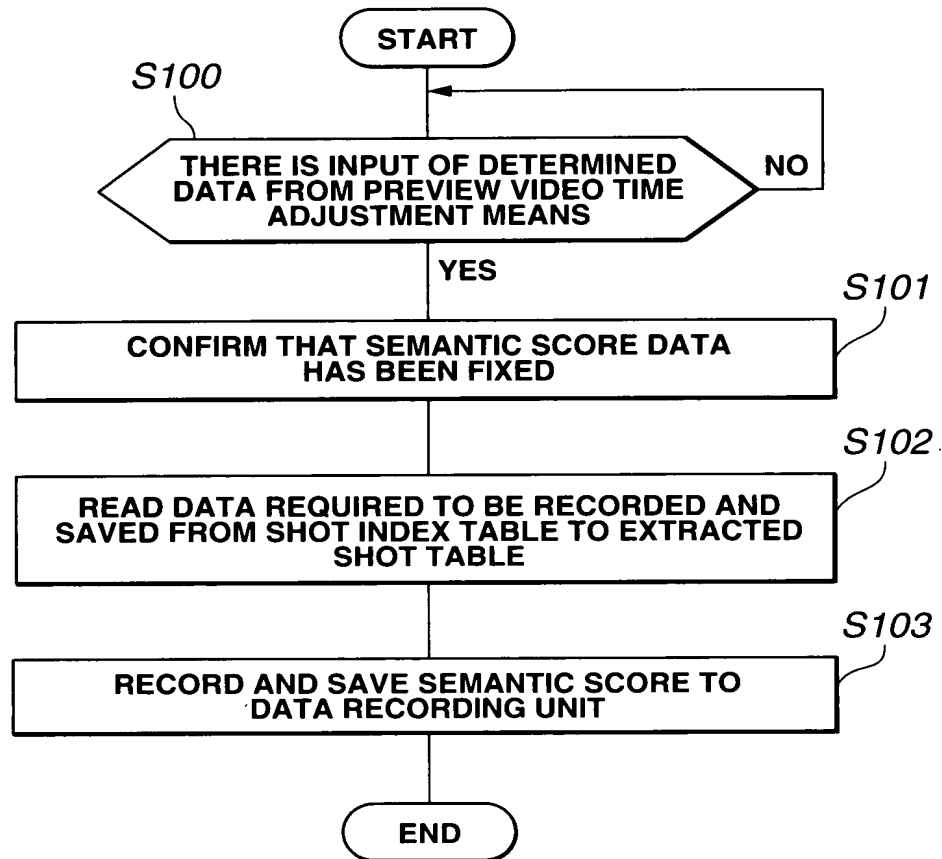 START
S100
THERE IS INPUT OF DETERMINED
DATA FROM PREVIEW VIDEO TIME
ADJUSTMENT MEANS
NO
YES
S101
CONFIRM THAT SEMANTIC SCORE DATA
HAS BEEN FIXED
S102
READ DATA REQUIRED TO BE RECORDED AND
SAVED FROM SHOT INDEX TABLE TO EXTRACTED
SHOT TABLE
S103
RECORD AND SAVE SEMANTIC SCORE TO
DATA RECORDING UNIT
END